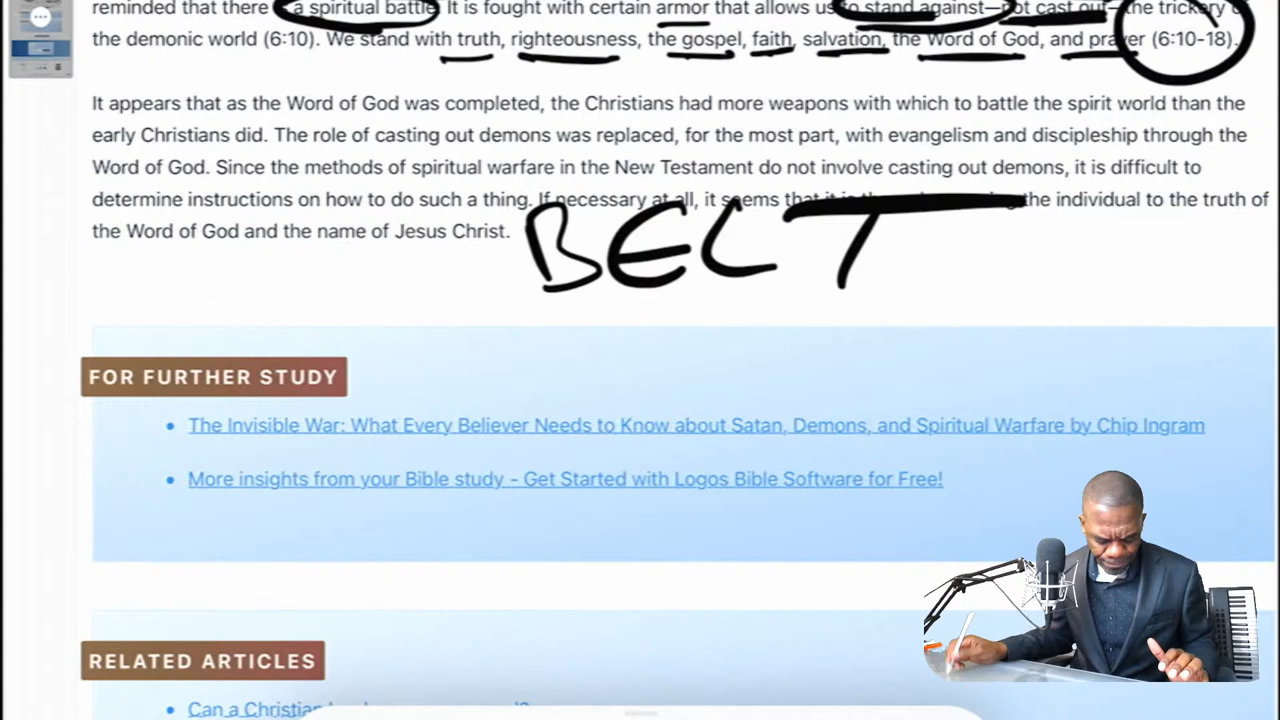 reminded that there a spiritual battle. It is fought with certain armor that allows us to stand against—not cast out—the trickery of
the demonic world (6:10). We stand with truth, righteousness, the gospel, faith, salvation, the Word of God, and prayer (6:10-18).
It appears that as the Word of God was completed, the Christians had more weapons with which to battle the spirit world than the
early Christians did. The role of casting out demons was replaced, for the most part, with evangelism and discipleship through the
Word of God. Since the methods of spiritual warfare in the New Testament do not involve casting out demons, it is difficult to
determine instructions on how to do such a thing. If necessary at all, it seems that it is the individual to the truth of
the Word of God and the name of Jesus Christ.
BELT
FOR FURTHER STUDY
The Invisible War: What Every Believer Needs to Know about Satan, Demons, and Spiritual Warfare by Chip Ingram
More insights from your Bible study - Get Started with Logos Bible Software for Free!
RELATED ARTICLES
Can a Christian